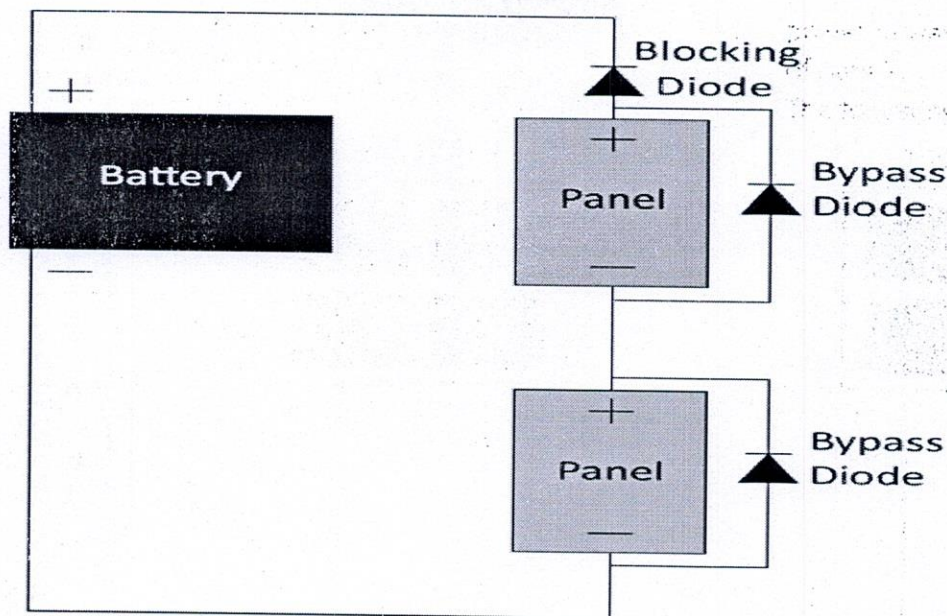 Blocking
Diode
+
Battery
−
+
Panel
−
Bypass
Diode
+
Panel
−
Bypass
Diode